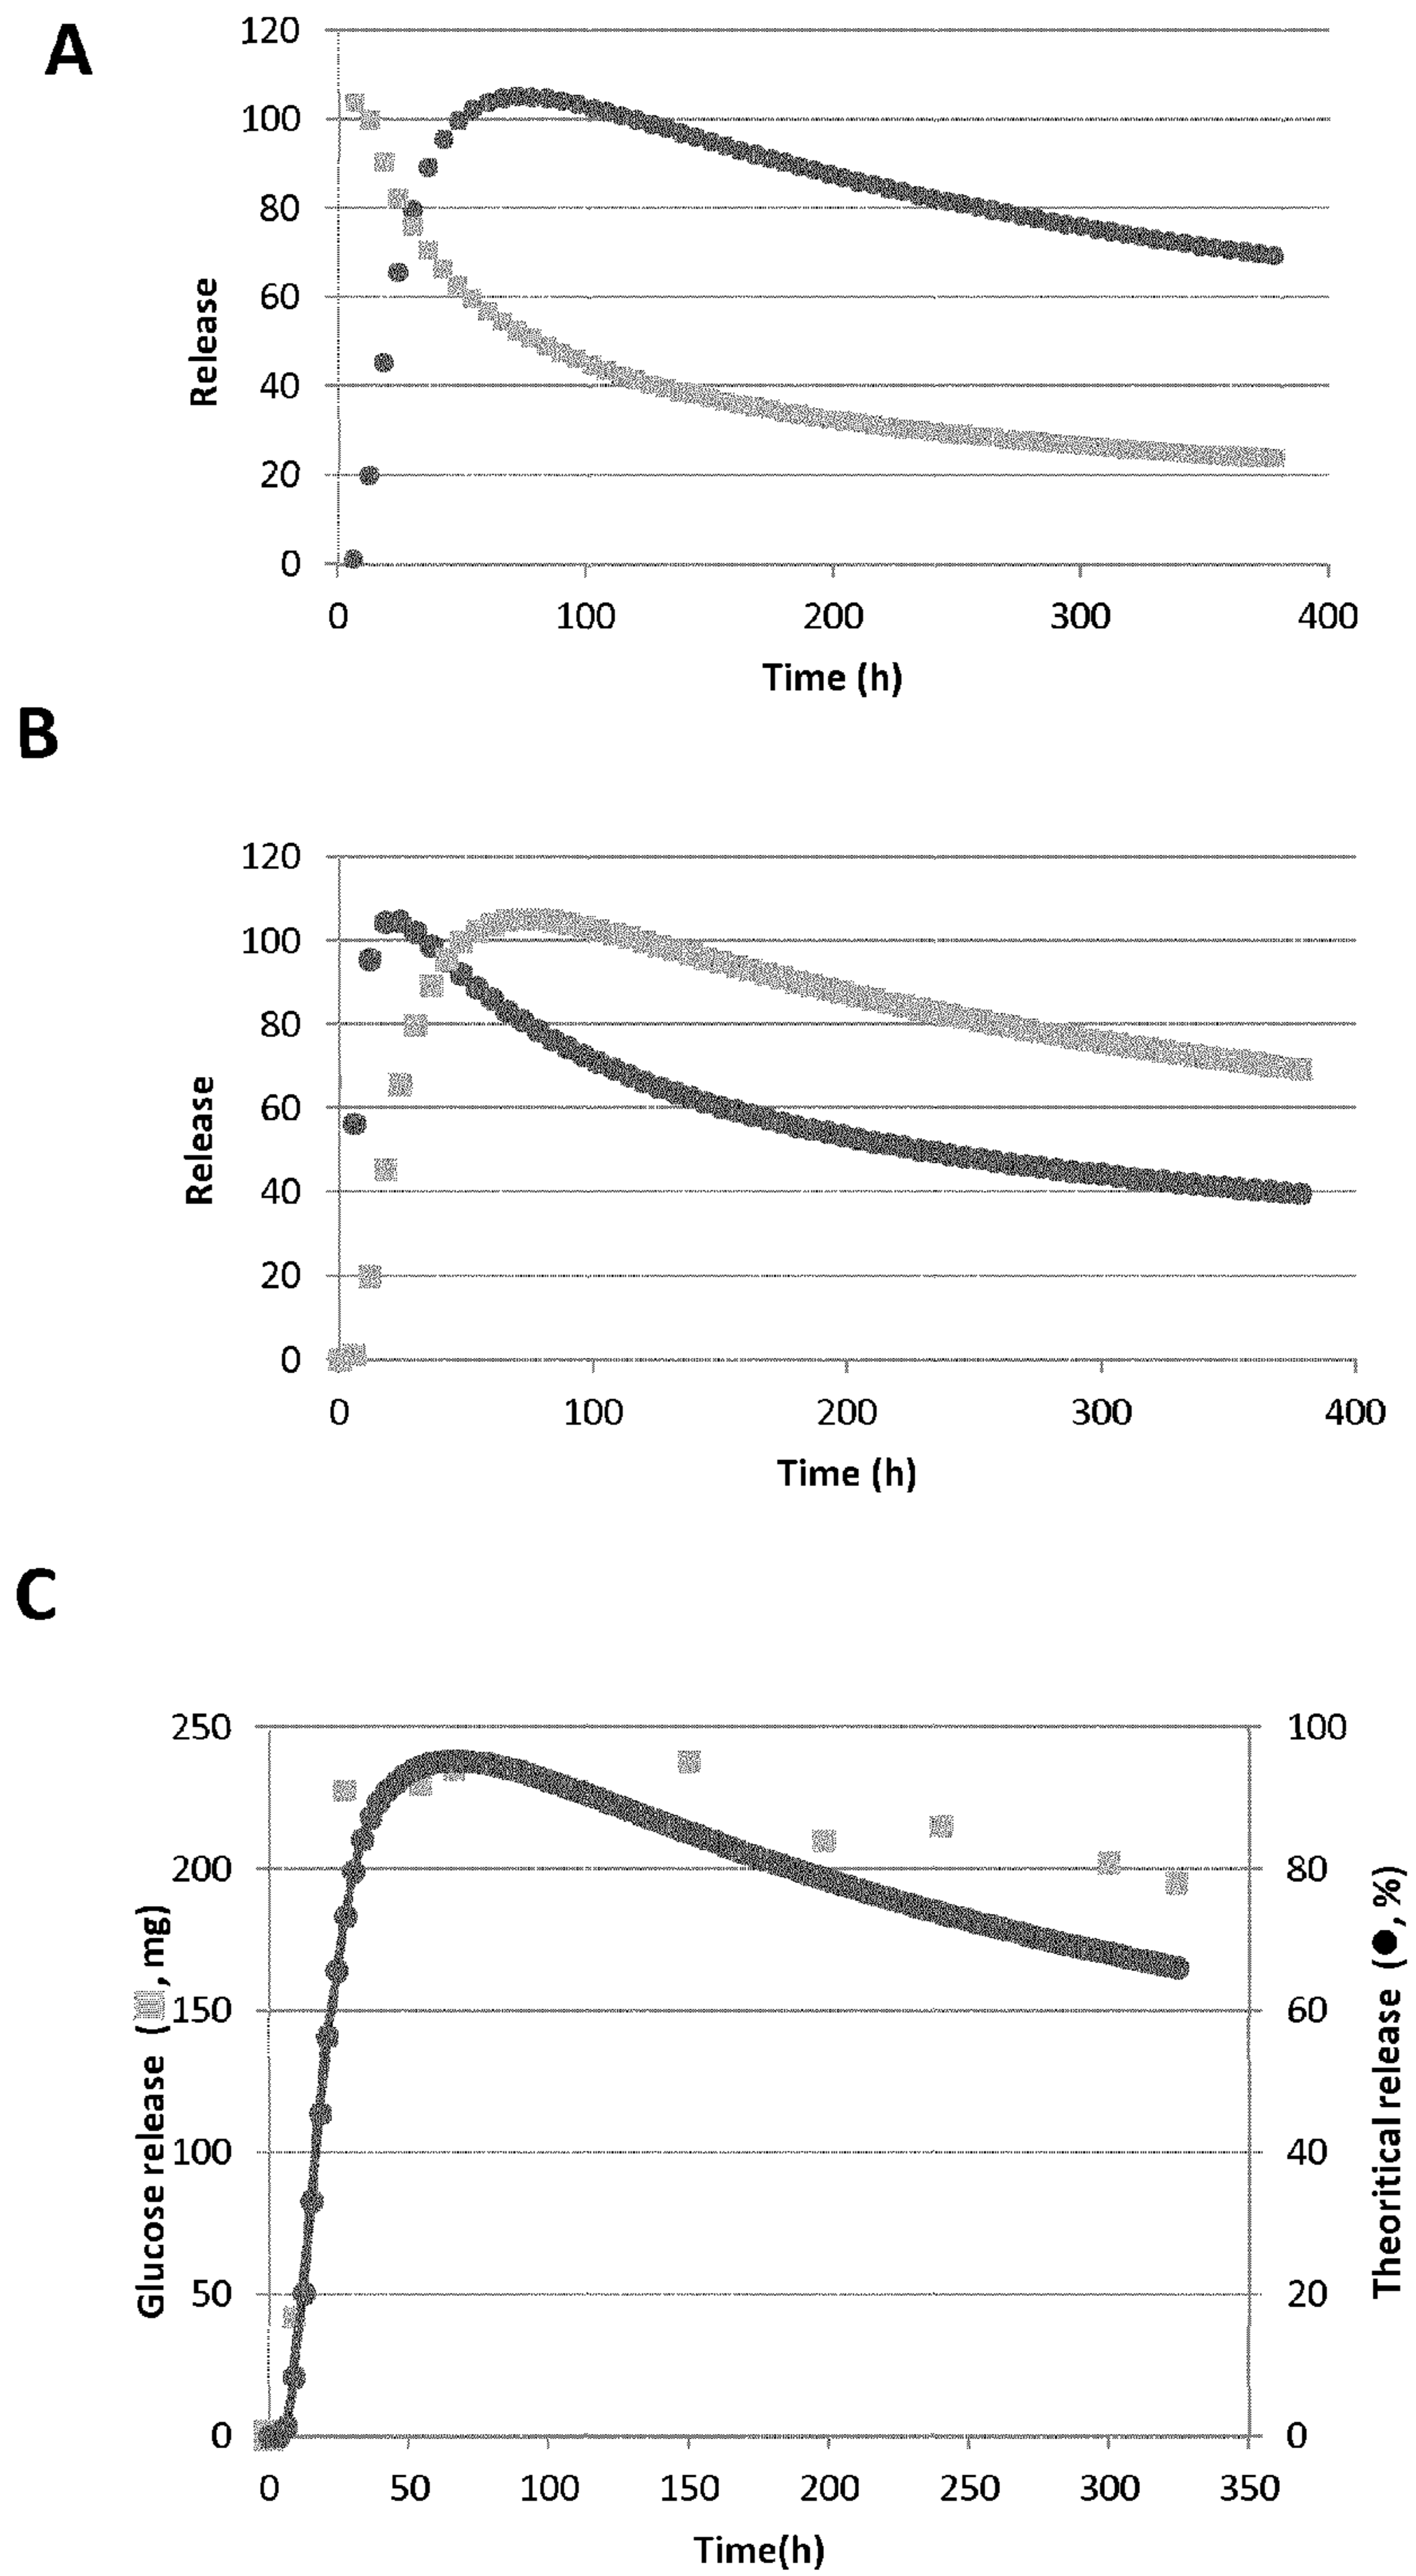 A
120
100
80
60
40
20
0
Release
0 100 200 300 400
Time (h)
B
120
100
80
60
40
20
0
Release
0 100 200 300 400
Time (h)
C
250 100
200 80
150 60
100 40
50 20
0 0
Glucose release (■, mg)
Theoritical release (●, %)
0 50 100 150 200 250 300 350
Time(h)